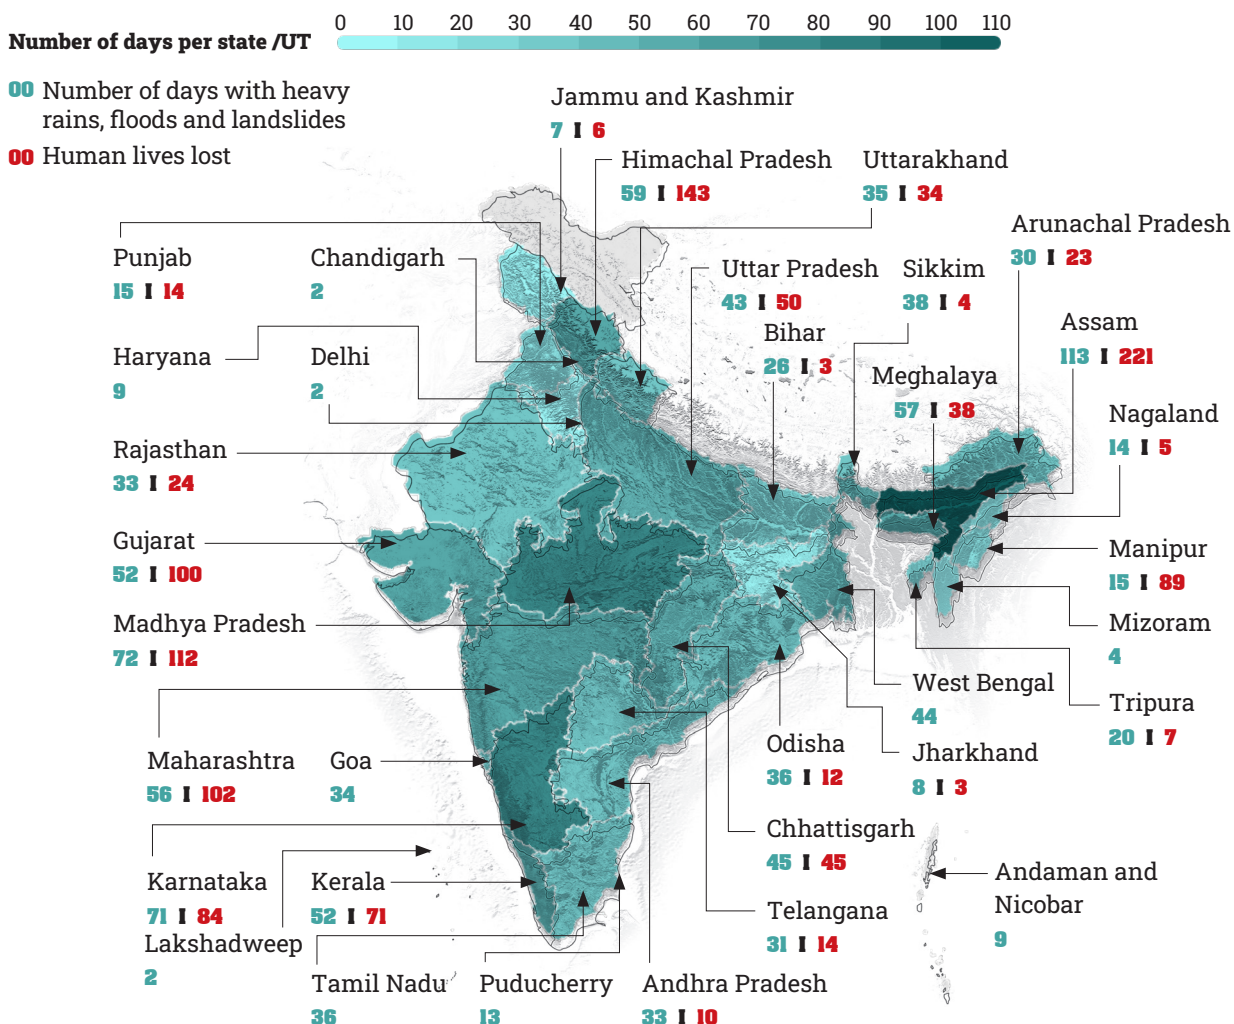 0 10 20 30 40 50 60 70 80 90 100 110
Number of days per state /UT
00 Number of days with heavy
rains, floods and landslides
00 Human lives lost
Jammu and Kashmir
7 I 6
Himachal Pradesh
59 I 143
Uttarakhand
35 I 34
Arunachal Pradesh
30 I 23
Punjab
15 I 14
Chandigarh
2
Uttar Pradesh
43 I 50
Sikkim
38 I 4
Assam
113 I 221
Bihar
26 I 3
Haryana
9
Delhi
2
Meghalaya
57 I 38
Nagaland
14 I 5
Rajasthan
33 I 24
Gujarat
52 I 100
Manipur
15 I 89
Madhya Pradesh
72 I 112
Mizoram
4
West Bengal
44
Tripura
20 I 7
Maharashtra
56 I 102
Goa
34
Odisha
36 I 12
Jharkhand
8 I 3
Chhattisgarh
45 I 45
Karnataka
71 I 84
Kerala
52 I 71
Andaman and
Nicobar
9
Telangana
31 I 14
Lakshadweep
2
Tamil Nadu
36
Puducherry
13
Andhra Pradesh
33 I 10